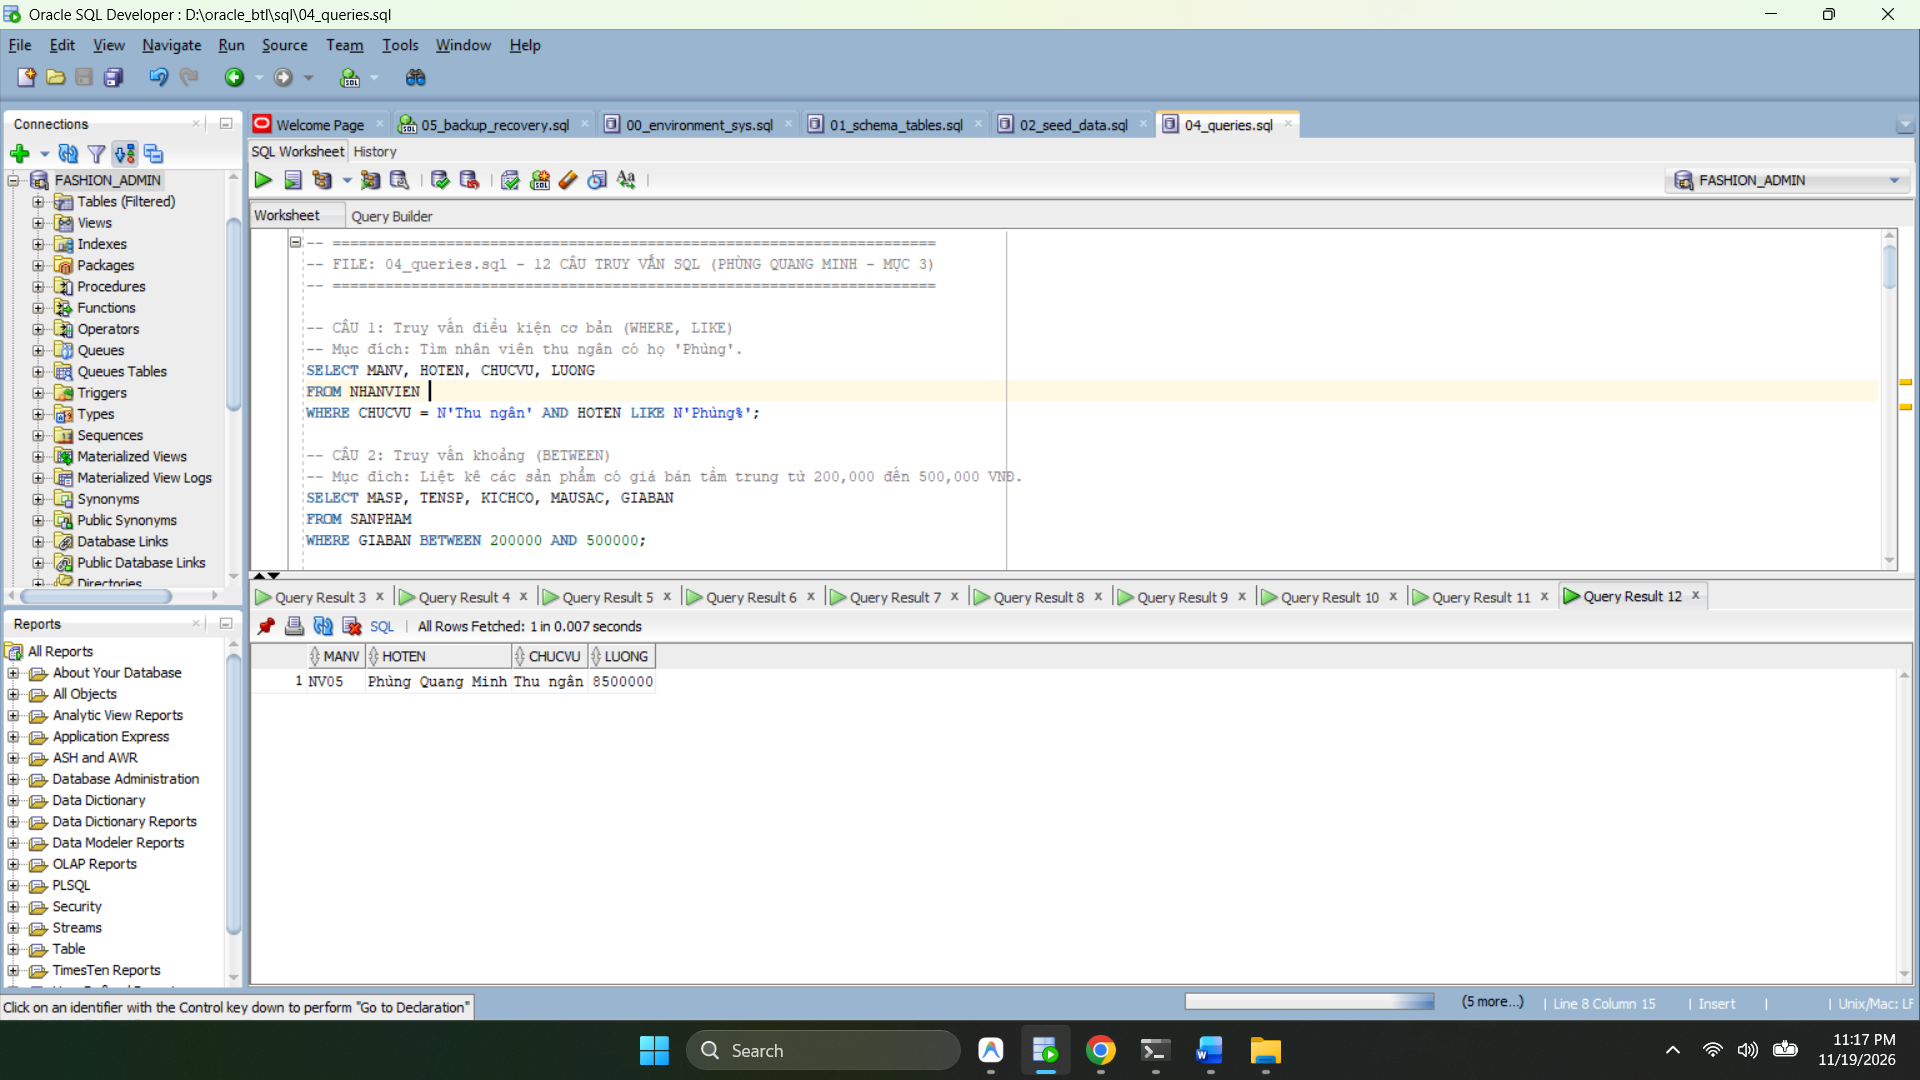 Oracle SQL Developer : D:\oracle_btl\sql\04_queries.sql
File Edit View Navigate Run Source Team Tools Window Help
Connections
FASHION_ADMIN
Tables (Filtered)
Views
Indexes
Packages
Procedures
Functions
Operators
Queues
Queues Tables
Triggers
Types
Sequences
Materialized Views
Materialized View Logs
Synonyms
Public Synonyms
Database Links
Public Database Links
Directories
Reports
All Reports
About Your Database
All Objects
Analytic View Reports
Application Express
ASH and AWR
Database Administration
Data Dictionary
Data Dictionary Reports
Data Modeler Reports
OLAP Reports
PLSQL
Security
Streams
Table
TimesTen Reports
Welcome Page 05_backup_recovery.sql 00_environment_sys.sql 01_schema_tables.sql 02_seed_data.sql 04_queries.sql
SQL Worksheet History
FASHION_ADMIN
Worksheet Query Builder
-- =====================================================================
-- FILE: 04_queries.sql - 12 CÂU TRUY VẤN SQL (PHÙNG QUANG MINH - MỤC 3)
-- =====================================================================
-- CÂU 1: Truy vấn điều kiện cơ bản (WHERE, LIKE)
-- Mục đích: Tìm nhân viên thu ngân có họ 'Phùng'.
SELECT MANV, HOTEN, CHUCVU, LUONG
FROM NHANVIEN
WHERE CHUCVU = N'Thu ngân' AND HOTEN LIKE N'Phùng%';
-- CÂU 2: Truy vấn khoảng (BETWEEN)
-- Mục đích: Liệt kê các sản phẩm có giá bán tầm trung từ 200,000 đến 500,000 VNĐ.
SELECT MASP, TENSP, KICHCO, MAUSAC, GIABAN
FROM SANPHAM
WHERE GIABAN BETWEEN 200000 AND 500000;
Query Result 3 Query Result 4 Query Result 5 Query Result 6 Query Result 7 Query Result 8 Query Result 9 Query Result 10 Query Result 11 Query Result 12
SQL All Rows Fetched: 1 in 0.007 seconds
MANV HOTEN CHUCVU LUONG
1 NV05 Phùng Quang Minh Thu ngân 8500000
Click on an identifier with the Control key down to perform "Go to Declaration"
(5 more...) Line 8 Column 15 Insert Unix/Mac: LF
Search
11:17 PM
11/19/2026